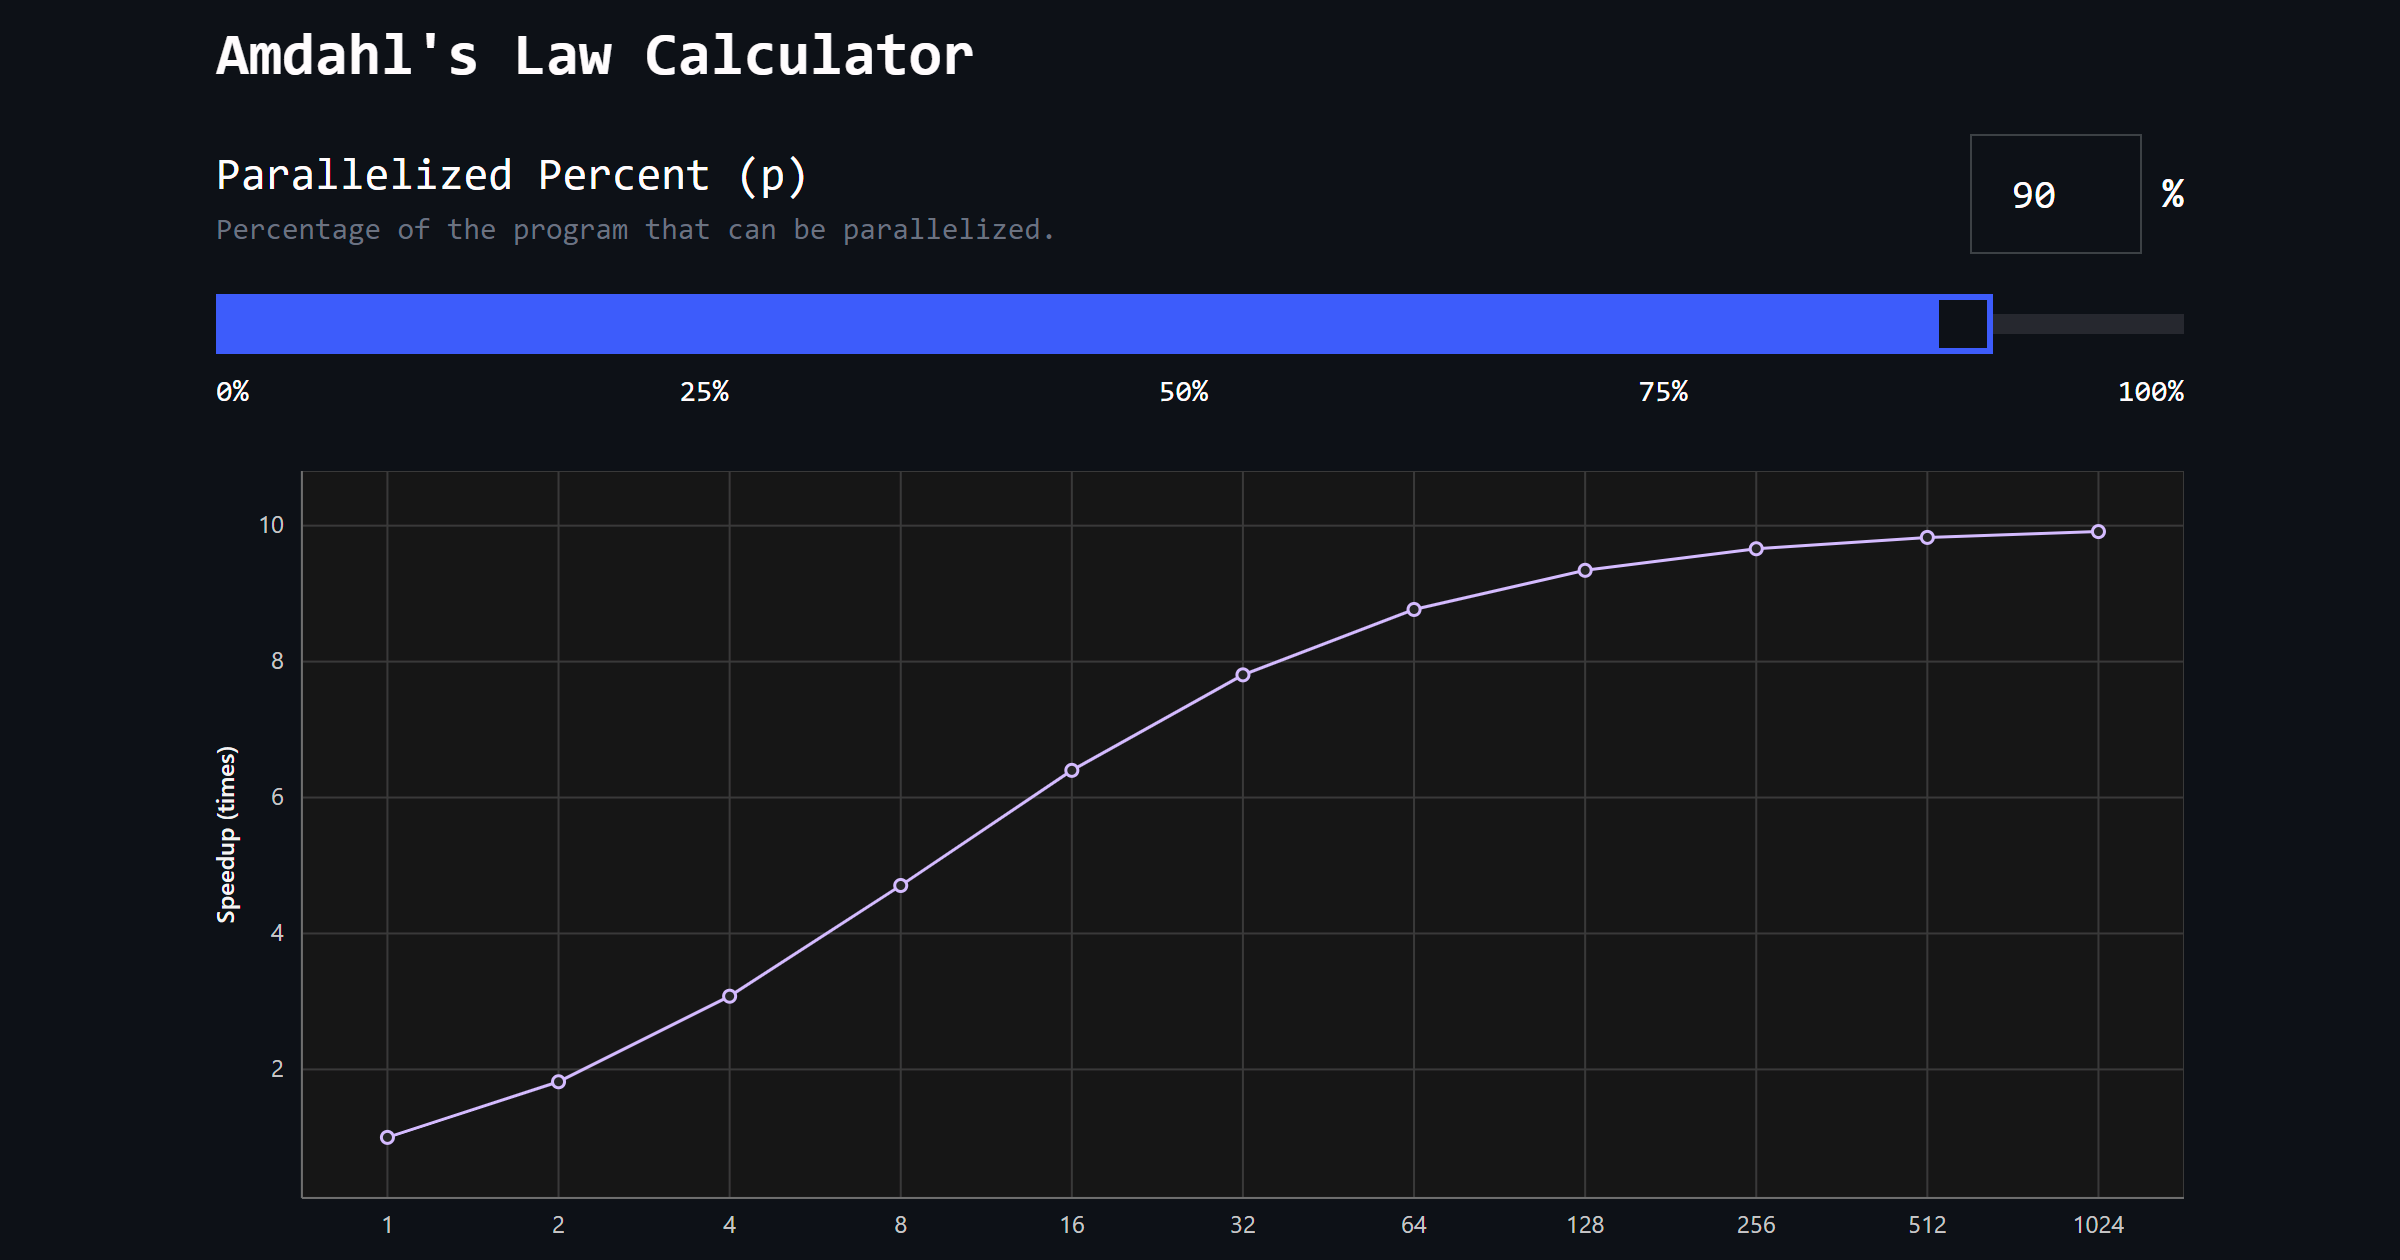 Amdahl's Law Calculator
Parallelized Percent (p)
Percentage of the program that can be parallelized.
90 %
0% 25% 50% 75% 100%
10
8
6
4
2
Speedup (times)
1 2 4 8 16 32 64 128 256 512 1024